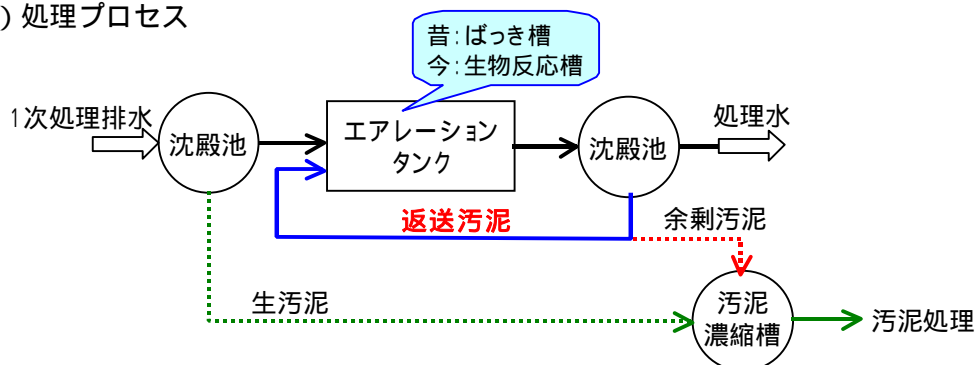 ) 処理プロセス
昔:ばっき槽
今:生物反応槽
1次処理排水
沈殿池
エアレーション
タンク
沈殿池
処理水
返送汚泥
余剰汚泥
生汚泥
汚泥
濃縮槽
汚泥処理